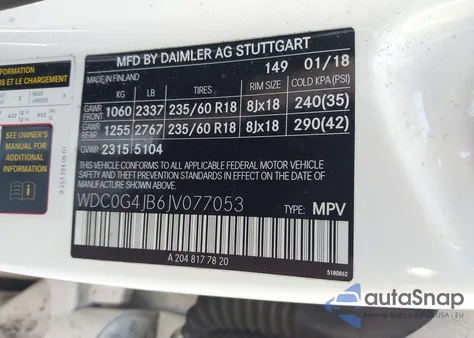 MFD BY DAIMLER AG STUTTGART
MADE IN FINLAND 149 01/18
KG LB TIRES RIM SIZE COLD KPA (PSI)
GAWR FRONT 1060 2337 235/60 R18 8Jx18 240(35)
GAWR REAR 1255 2767 235/60 R18 8Jx18 290(42)
GVWR 2315 5104
THIS VEHICLE CONFORMS TO ALL APPLICABLE FEDERAL MOTOR VEHICLE
SAFETY AND THEFT PREVENTION STANDARDS IN EFFECT ON THE DATE OF
MANUFACTURE SHOWN ABOVE.
WDC0G4JB6JV077053 TYPE: MPV
A 204 817 78 20
5180862
INFORMATION
ET LE CHARGEMENT
REAR
SEE OWNER'S
MANUAL FOR
ADDITIONAL
INFORMATION
autoSnap